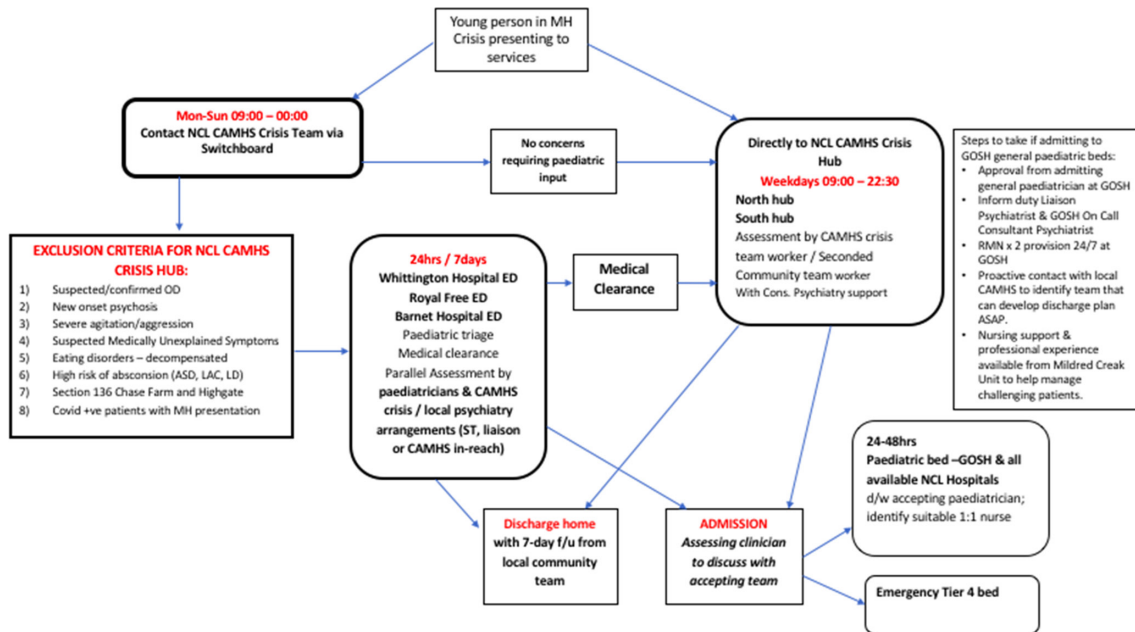 Young person in MH
Crisis presenting to
services
Mon-Sun 09:00 – 00:00
Contact NCL CAMHS Crisis Team via
Switchboard
No concerns
requiring paediatric
input
Directly to NCL CAMHS Crisis
Hub
Weekdays 09:00 – 22:30
North hub
South hub
Assessment by CAMHS crisis
team worker / Seconded
Community team worker
With Cons. Psychiatry support
Steps to take if admitting to
GOSH general paediatric beds:
• Approval from admitting
general paediatrician at GOSH
• Inform duty Liaison
Psychiatrist & GOSH On Call
Consultant Psychiatrist
• RMN x 2 provision 24/7 at
GOSH
• Proactive contact with local
CAMHS to identify team that
can develop discharge plan
ASAP.
• Nursing support &
professional experience
available from Mildred Creak
Unit to help manage
challenging patients.
EXCLUSION CRITERIA FOR NCL CAMHS
CRISIS HUB:
1) Suspected/confirmed OD
2) New onset psychosis
3) Severe agitation/aggression
4) Suspected Medically Unexplained Symptoms
5) Eating disorders – decompensated
6) High risk of absconsion (ASD, LAC, LD)
7) Section 136 Chase Farm and Highgate
8) Covid +ve patients with MH presentation
24hrs / 7days
Whittington Hospital ED
Royal Free ED
Barnet Hospital ED
Paediatric triage
Medical clearance
Parallel Assessment by
paediatricians & CAMHS
crisis / local psychiatry
arrangements (ST, liaison
or CAMHS in-reach)
Medical
Clearance
Discharge home
with 7-day f/u from
local community
team
ADMISSION
Assessing clinician
to discuss with
accepting team
24-48hrs
Paediatric bed –GOSH & all
available NCL Hospitals
d/w accepting paediatrician;
identify suitable 1:1 nurse
Emergency Tier 4 bed